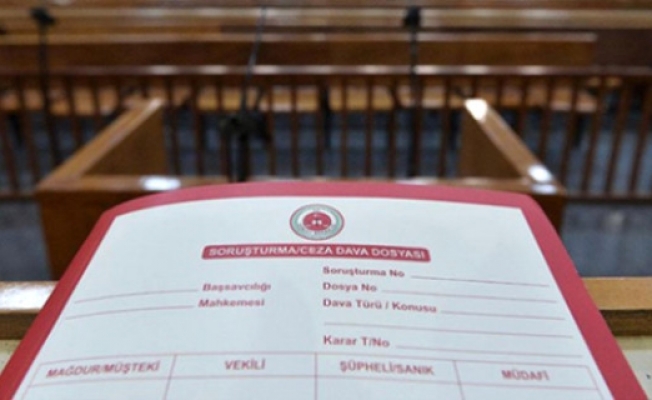 SORUŞTURMA/CEZA DAVA DOSYASI
Soruşturma No
Başsavcılığı Dosya No
Mahkemesi Dava Türü / Konusu
Karar T/No
MAĞDUR/MÜŞTEKİ VEKİLİ ŞÜPHELİ/SANIK MÜDAFİ